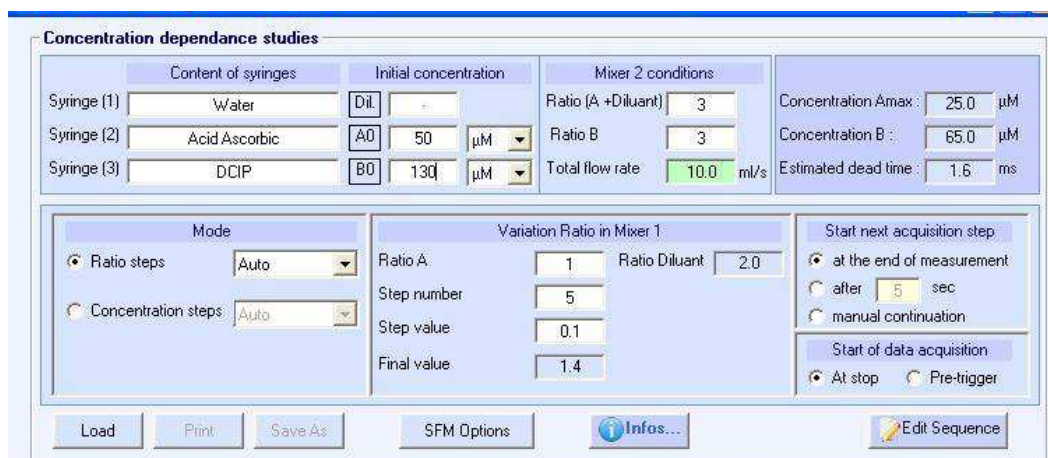 Concentration dependance studies
Content of syringes Initial concentration Mixer 2 conditions
Syringe (1) Water Dil. - Ratio (A +Diluant) 3 Concentration Amax : 25.0 µM
Syringe (2) Acid Ascorbic A0 50 µM Ratio B 3 Concentration B : 65.0 µM
Syringe (3) DCIP B0 130 µM Total flow rate 10.0 ml/s Estimated dead time : 1.6 ms
Mode Variation Ratio in Mixer 1 Start next acquisition step
Ratio steps Auto Ratio A 1 Ratio Diluant 2.0 at the end of measurement
Step number 5 after 5 sec
Concentration steps Auto Step value 0.1 manual continuation
Final value 1.4 Start of data acquisition
At stop Pre-trigger
Load Print Save As SFM Options Infos... Edit Sequence